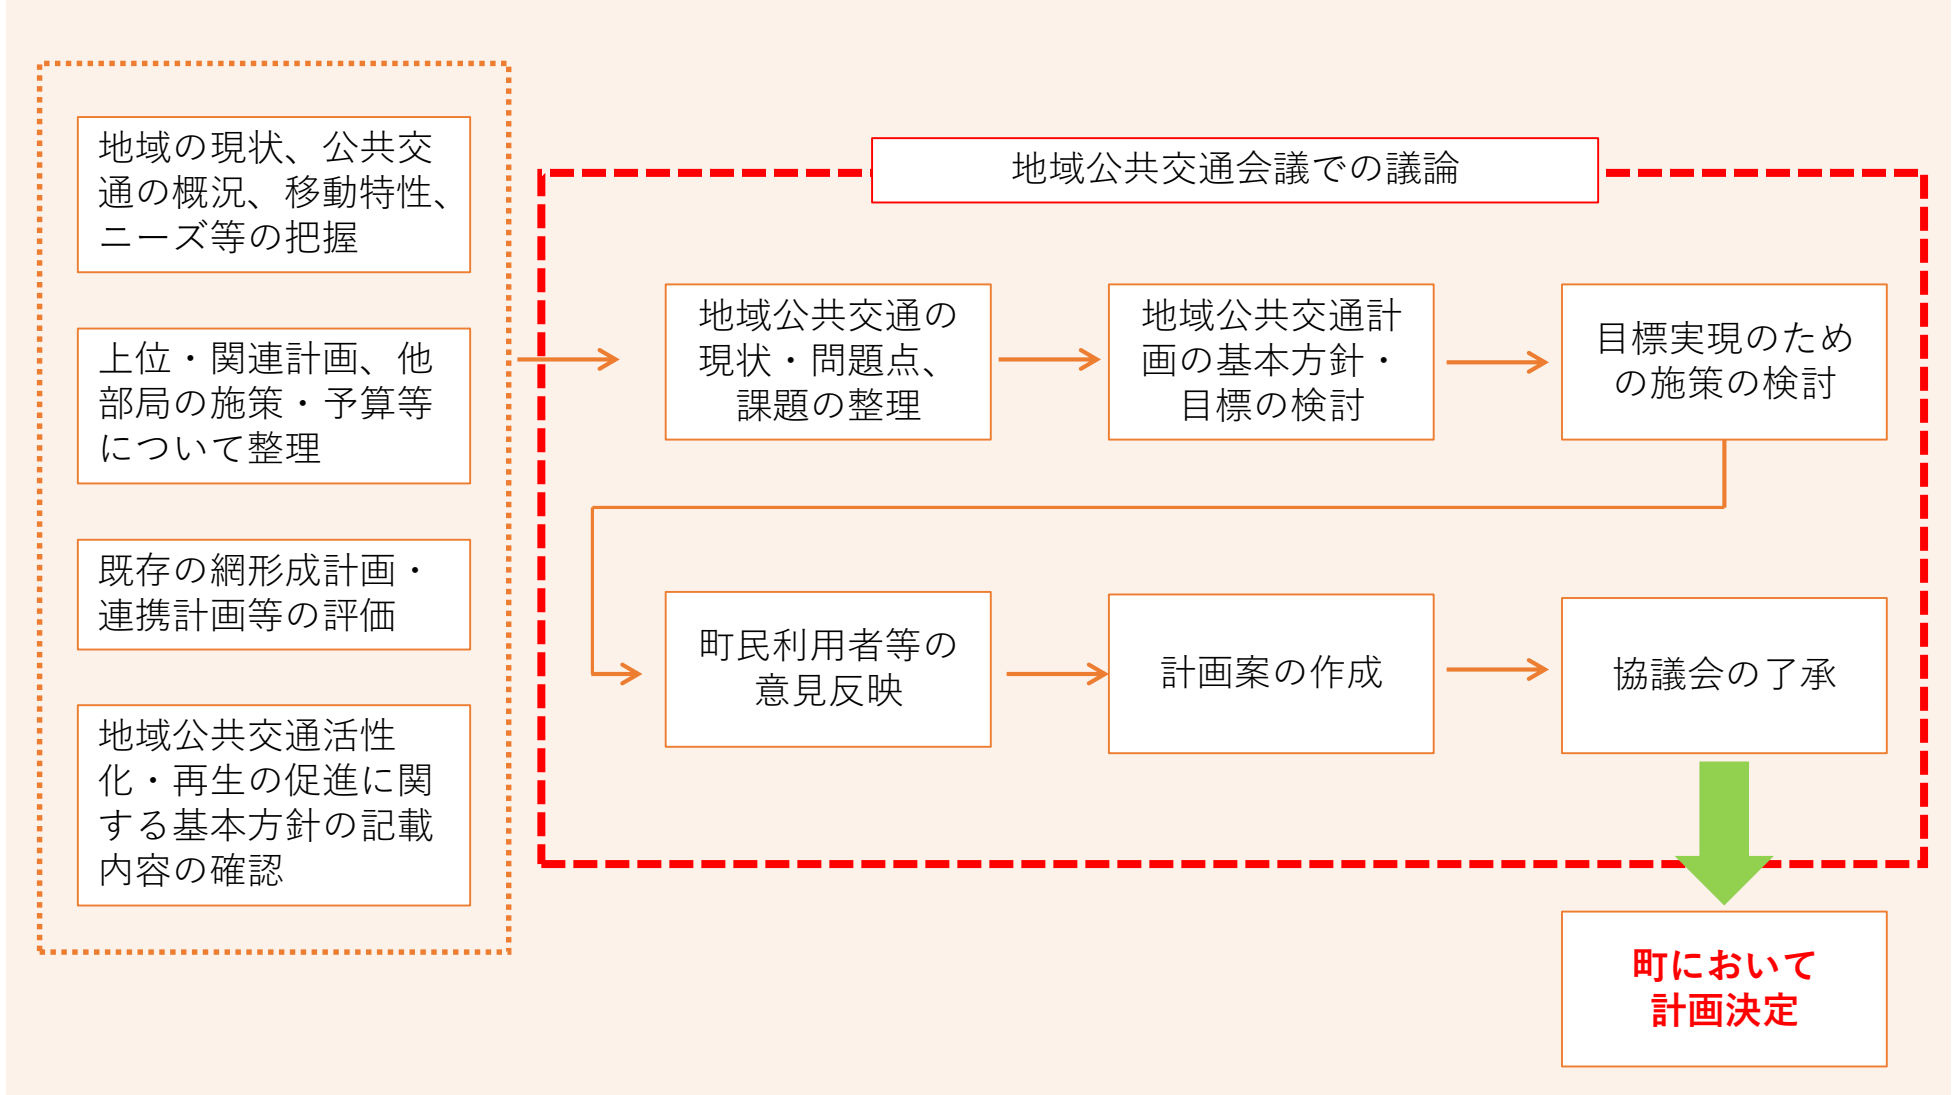 地域の現状、公共交
通の概況、移動特性、
ニーズ等の把握
上位・関連計画、他
部局の施策・予算等
について整理
既存の網形成計画・
連携計画等の評価
地域公共交通活性
化・再生の促進に関
する基本方針の記載
内容の確認
地域公共交通会議での議論
地域公共交通の
現状・問題点、
課題の整理
地域公共交通計
画の基本方針・
目標の検討
目標実現のため
の施策の検討
町民利用者等の
意見反映
計画案の作成
協議会の了承
町において
計画決定